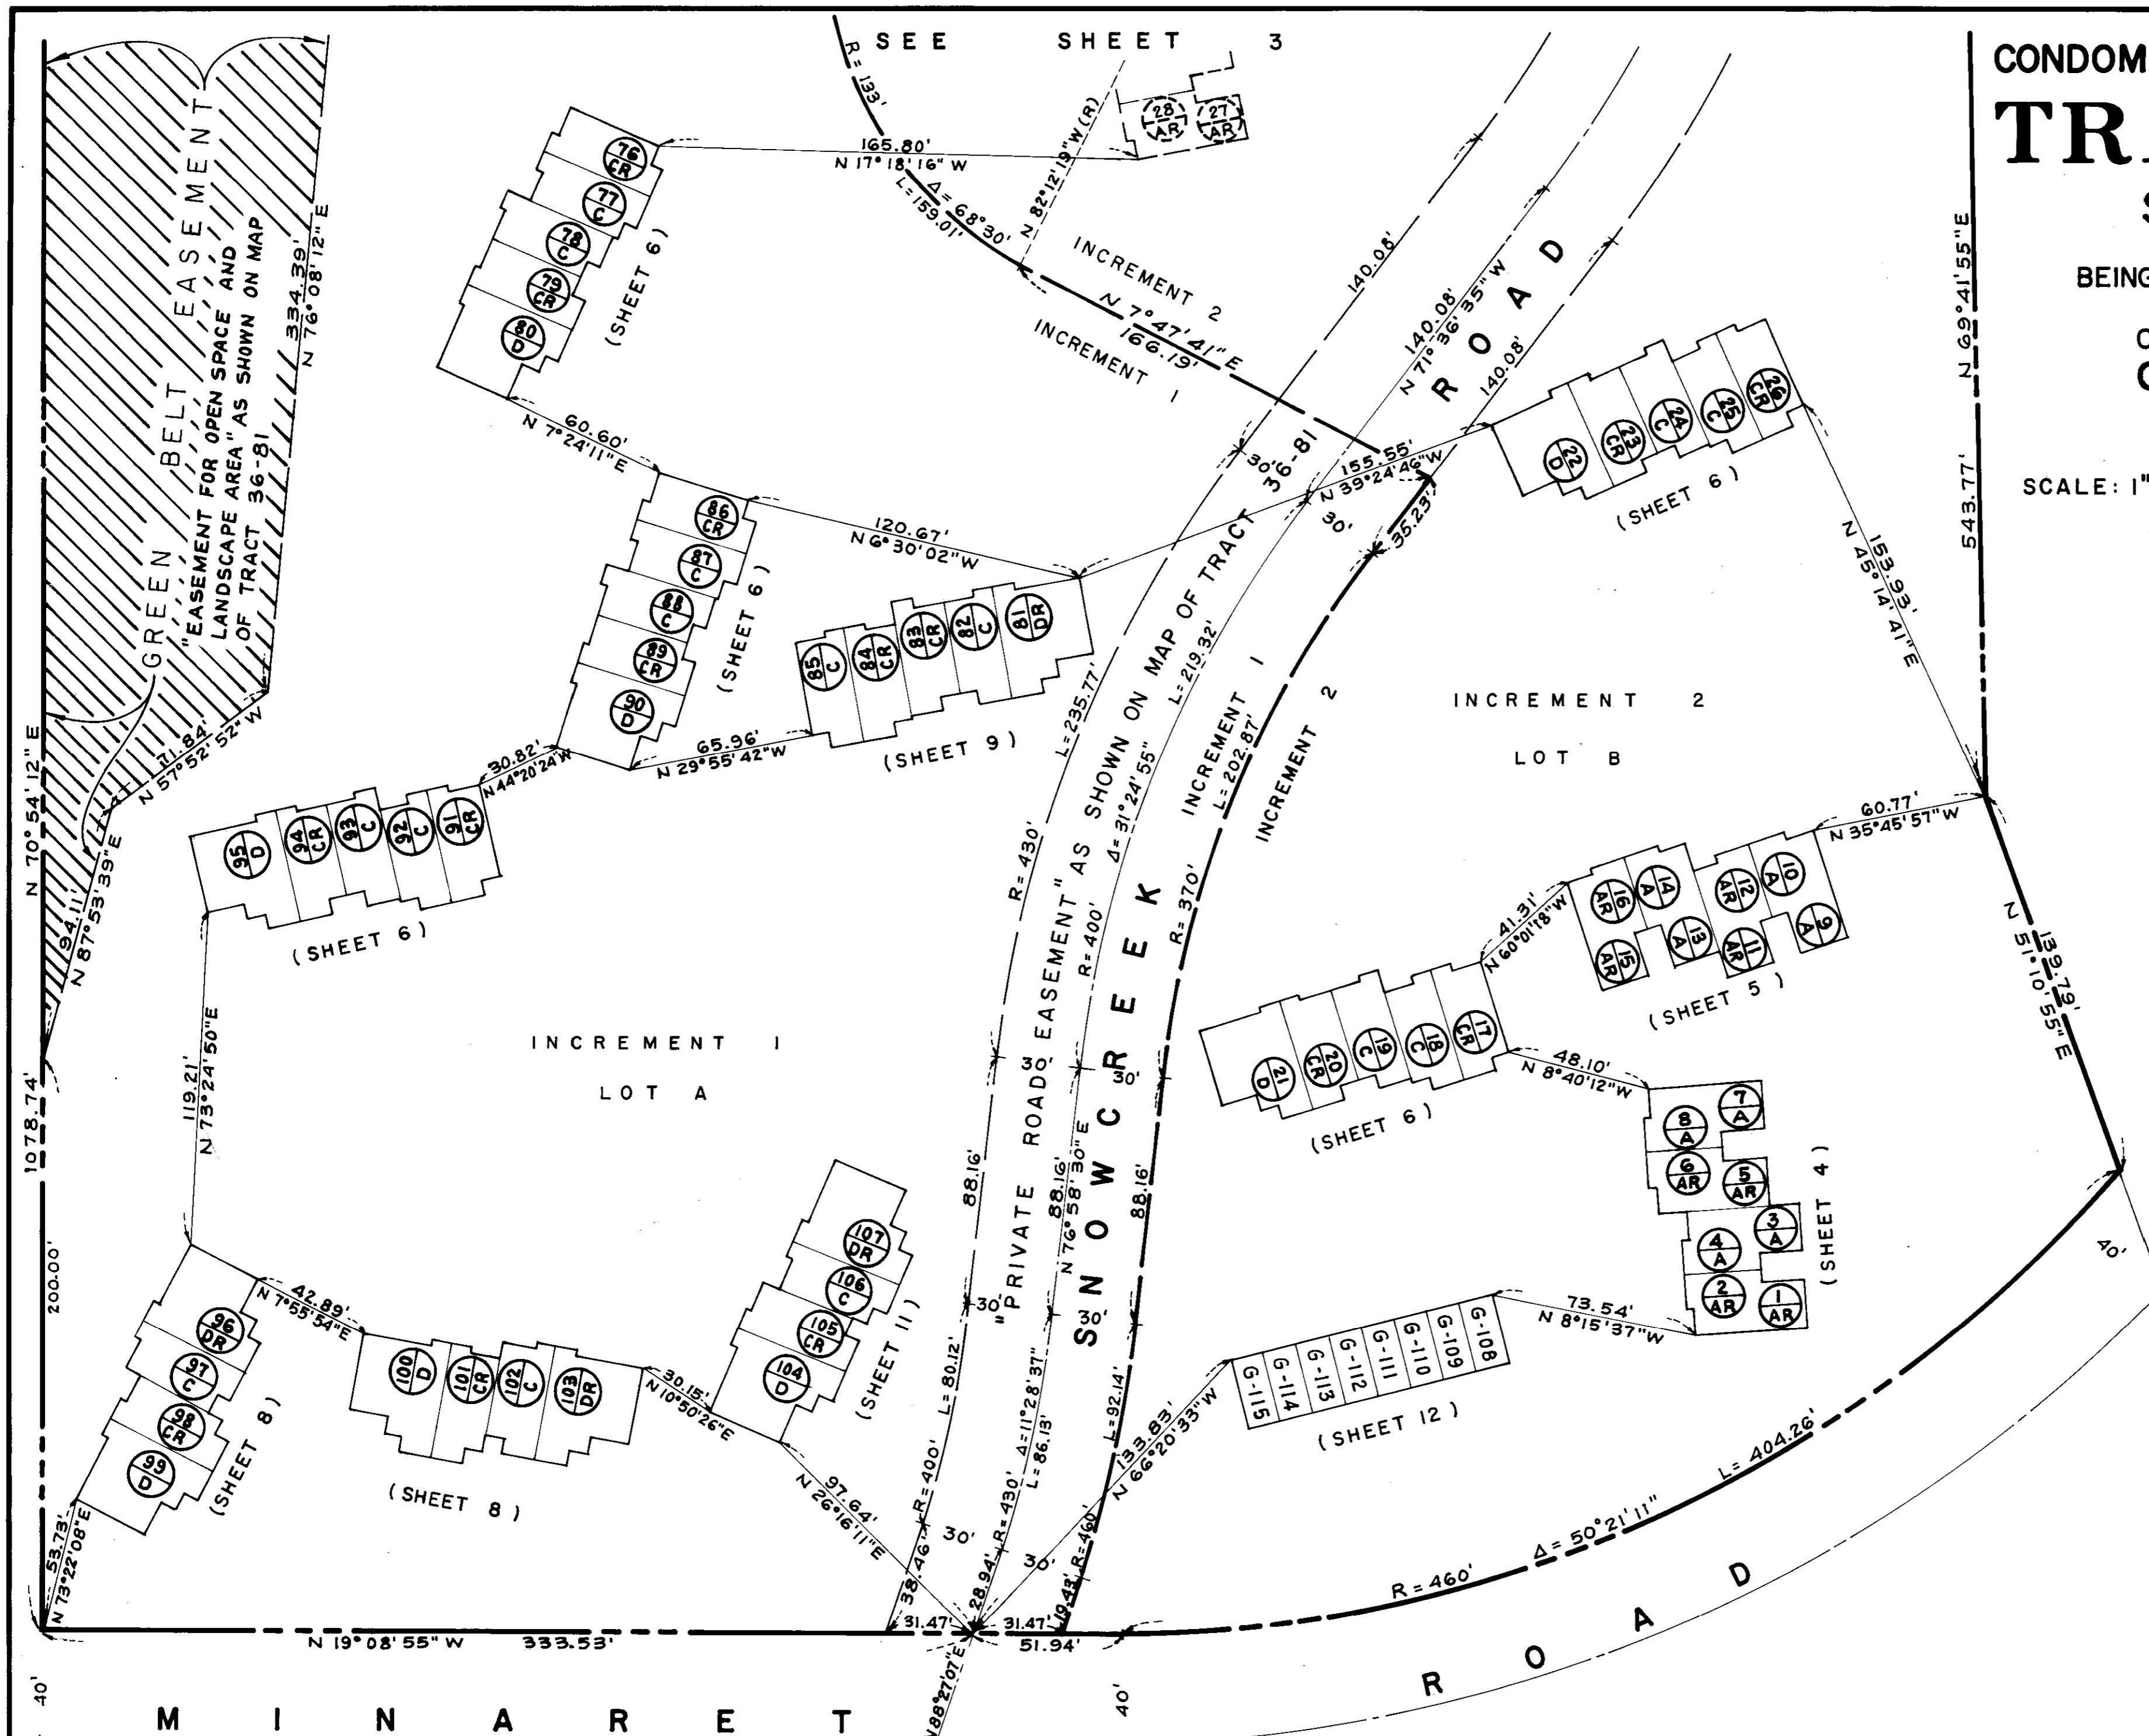 SEE SHEET 3
CONDOM
TR
BEING
SCALE: 1"
N 69°41'55"E
543.77'
R = 133'
165.80'
N 17°18'16" W
N 82°12'19"W (R)
Δ = 68° 30'
L=159.01'
28
AR
27
AR
INCREMENT 2
N 7°47'41"E
166.19'
INCREMENT 1
140.08'
140.08'
N 71°36'35"W
140.08'
ROAD
76
CR
77
C
78
C
79
CR
80
D
(SHEET 6)
GREEN BELT EASEMENT
"EASEMENT FOR OPEN SPACE AND
LANDSCAPE AREA" AS SHOWN ON MAP
OF TRACT 36-81
334.39'
N 76°08'12"E
60.60'
N 7°24'11"E
120.67'
N 6°30'02"W
155.55'
N 39°24'46"W
30'
30'
35.23'
22
D
23
CR
24
C
25
C
26
CR
(SHEET 6)
153.93'
N 45°14'41"E
86
CR
87
C
88
C
89
CR
90
D
(SHEET 6)
85
C
84
CR
83
CR
82
C
81
DR
(SHEET 9)
65.96'
N 29°55'42"W
30.82'
N44°20'24"W
71.84'
N 57°52'52"W
94.11'
N 87°53'39"E
N 70°54'12"E
1078.74'
200.00'
95
D
94
CR
93
C
92
C
91
CR
(SHEET 6)
119.21'
N 73°24'50"E
INCREMENT 1
LOT A
"PRIVATE ROAD EASEMENT" AS SHOWN ON MAP OF TRACT 36-81
SNOWCREEK
L=235.77'
R=430'
L=219.32'
Δ=31°24'55"
R=400'
INCREMENT 1
L=202.87'
INCREMENT 2
R=370'
INCREMENT 2
LOT B
60.77'
N 35°45'57"W
16
AR
14
A
12
AR
10
A
15
AR
13
A
11
AR
9
A
(SHEET 5)
41.31'
N 60°01'18"W
139.79'
N 51°10'55"E
21
D
20
CR
19
C
18
C
17
CR
(SHEET 6)
48.10'
N 8°40'12"W
8
A
7
A
6
AR
5
AR
4
A
3
A
2
AR
1
AR
(SHEET 4)
40'
30'
30'
88.16'
88.16'
N 76°58'30"E
88.16'
30'
30'
73.54'
N 8°15'37"W
G-115
G-114
G-113
G-112
G-111
G-110
G-109
G-108
(SHEET 12)
133.83'
N 66°20'33"W
107
DR
106
C
105
CR
104
D
(SHEET 11)
96
DR
97
C
98
CR
99
D
(SHEET 8)
42.89'
N 7°55'54"E
100
D
101
CR
102
C
103
DR
(SHEET 8)
30.15'
N10°50'26"E
97.64'
N 26°16'11"E
L=80.12'
R=400'
38.46'
Δ=11°28'37"
L=86.13'
R=430'
28.94'
L=92.14'
R=460'
19.43'
30'
30'
53.73'
N 73°22'08"E
N 19°08'55"W 333.53'
31.47'
31.47'
51.94'
N88°27'07"E
L=404.26'
Δ=50°21'11"
R=460'
40'
40'
MINARET ROAD